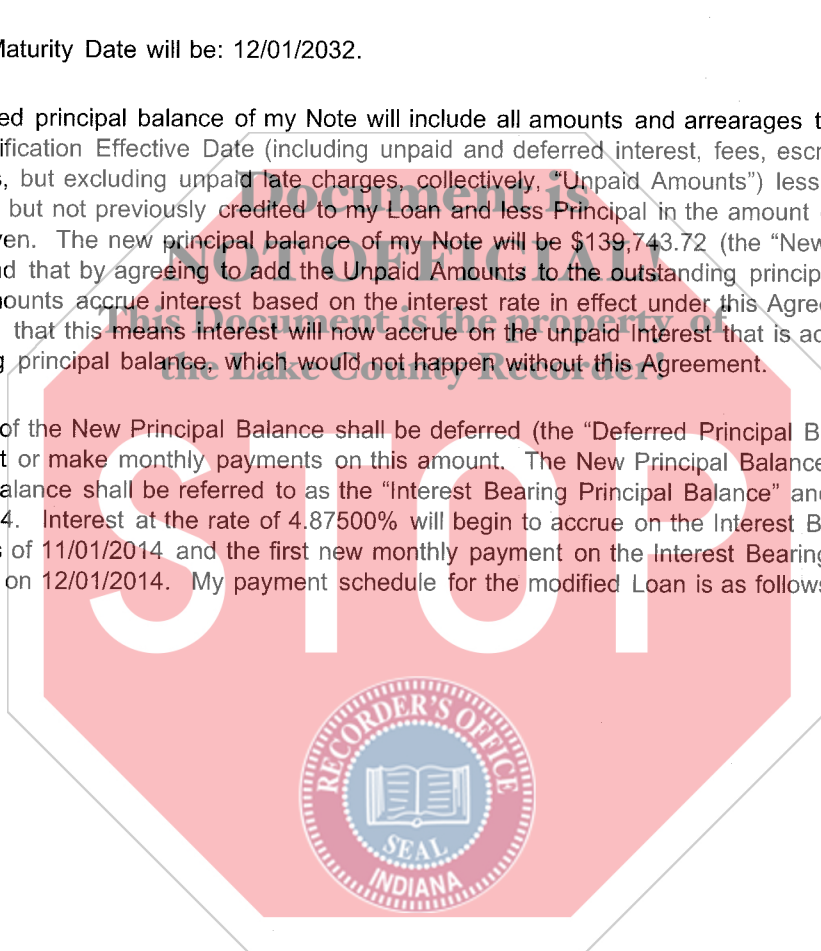 Maturity Date will be: 12/01/2032.
ed principal balance of my Note will include all amounts and arrearages t
ification Effective Date (including unpaid and deferred interest, fees, escr
s, but excluding unpaid late charges, collectively, “Unpaid Amounts”) less
but not previously credited to my Loan and less Principal in the amount
ven. The new principal balance of my Note will be $139,743.72 (the “New
d that by agreeing to add the Unpaid Amounts to the outstanding princip
ounts accrue interest based on the interest rate in effect under this Agre
that this means interest will now accrue on the unpaid Interest that is ad
g principal balance, which would not happen without this Agreement.
of the New Principal Balance shall be deferred (the “Deferred Principal B
t or make monthly payments on this amount. The New Principal Balance
alance shall be referred to as the “Interest Bearing Principal Balance” and
4. Interest at the rate of 4.87500% will begin to accrue on the Interest B
s of 11/01/2014 and the first new monthly payment on the Interest Bearing
on 12/01/2014. My payment schedule for the modified Loan is as follows
Document is
NOT OFFICIAL!
This Document is the property of
the Lake County Recorder!
STOP
RECORDER'S OFFICE
SEAL
INDIANA